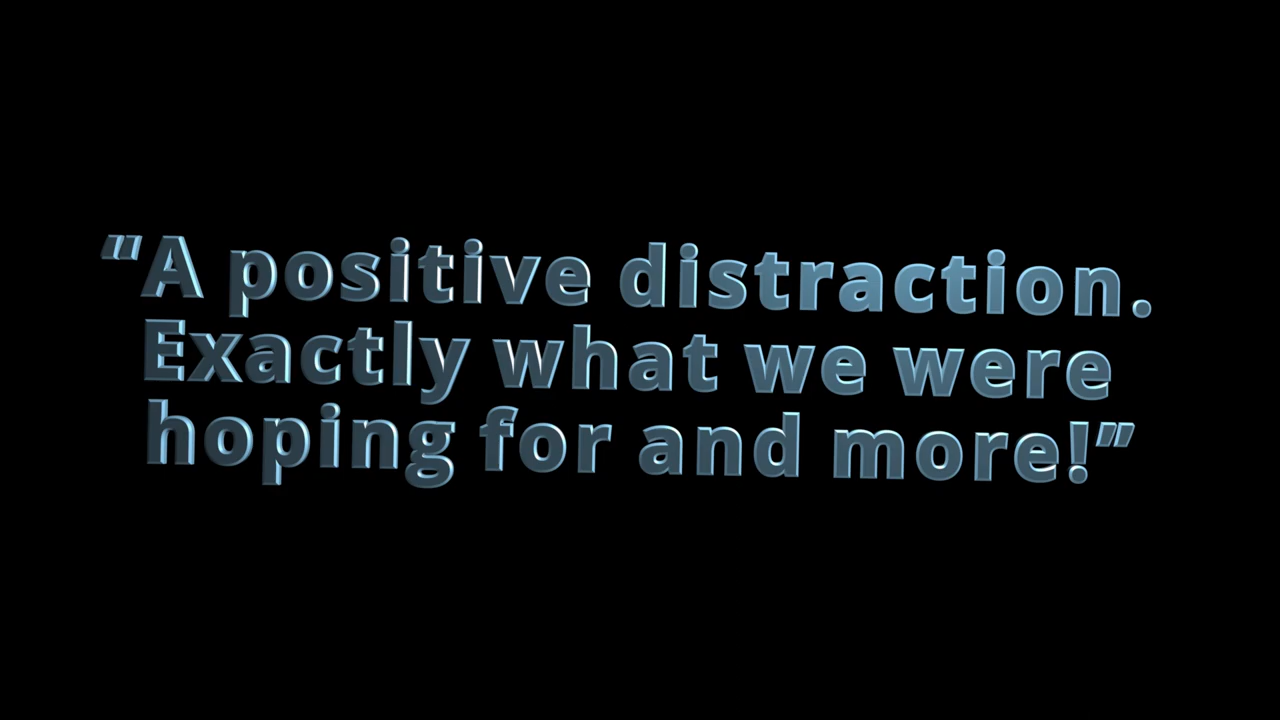 "A positive distraction.
Exactly what we were
hoping for and more!"